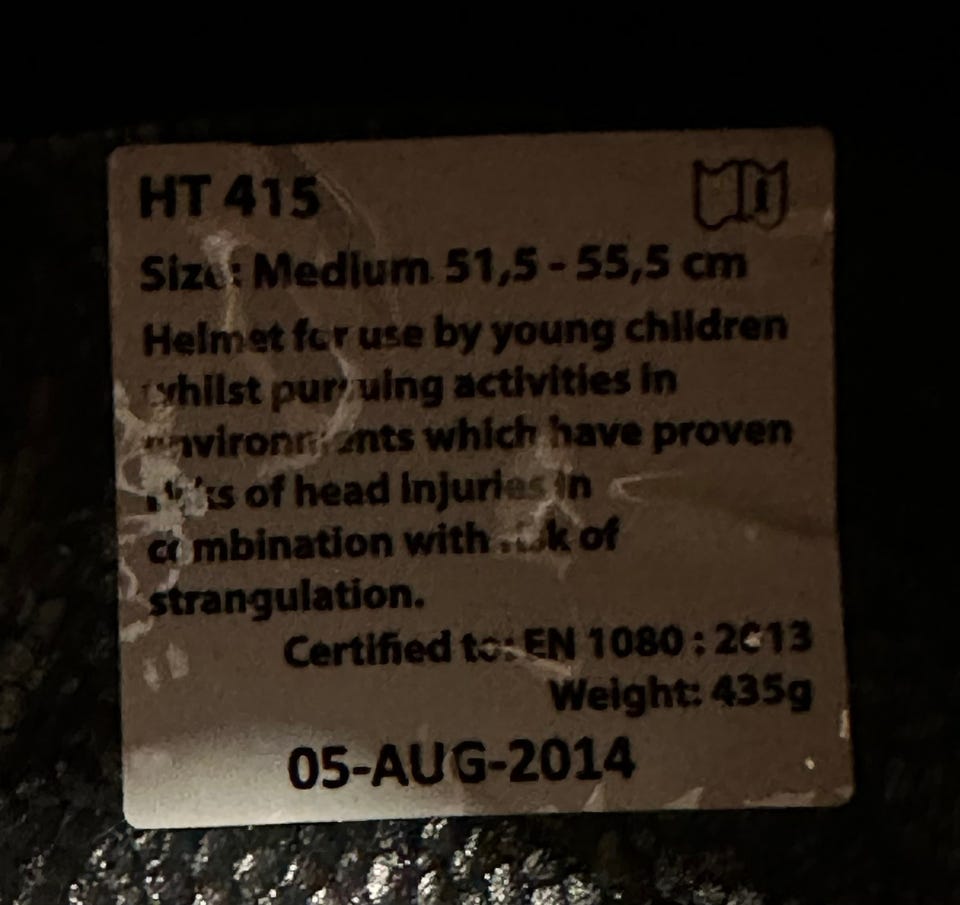 HT 415
Size: Medium 51,5 - 55,5 cm
Helmet for use by young children
whilst pursuing activities in
environments which have proven
risks of head injuries in
combination with risk of
strangulation.
Certified to: EN 1080 : 2013
Weight: 435g
05-AUG-2014